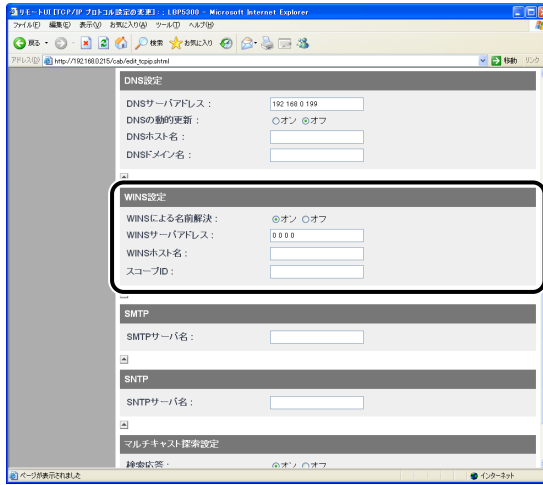 リモートUI [TCP/IP プロトコル設定の変更] : : LBP5300 - Microsoft Internet Explorer
ファイル(F) 編集(E) 表示(V) お気に入り(A) ツール(T) ヘルプ(H)
戻る 検索 お気に入り
アドレス(D) http://192.168.0.215/cab/edit_tcpip.shtml 移動 リンク
DNS設定
DNSサーバアドレス : 192.168.0.199
DNSの動的更新 : オン オフ
DNSホスト名 :
DNSドメイン名 :
WINS設定
WINSによる名前解決 : オン オフ
WINSサーバアドレス : 0.0.0.0
WINSホスト名 :
スコープID :
SMTP
SMTPサーバ名 :
SNTP
SNTPサーバ名 :
マルチキャスト探索設定
検索応答 : オン オフ
ページが表示されました インターネット